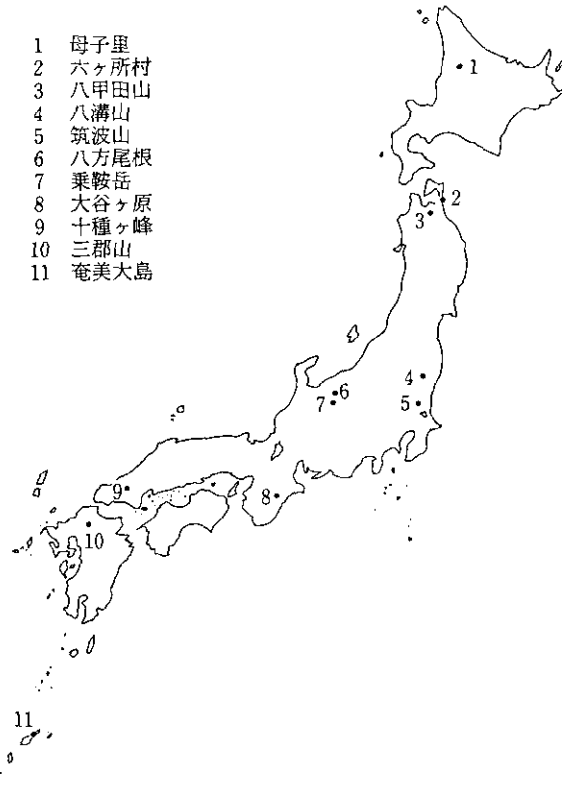 1 母子里
2 六ヶ所村
3 八甲田山
4 八溝山
5 筑波山
6 八方尾根
7 乗鞍岳
8 大谷ヶ原
9 十種ヶ峰
10 三郡山
11 奄美大島
1
2
3
4
5
6
7
8
9
10
11